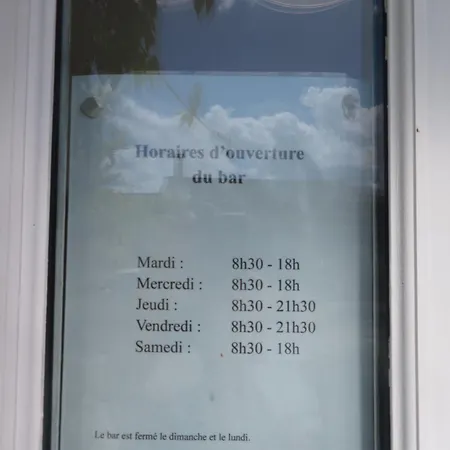 Horaires d'ouverture
du bar
Mardi : 8h30 - 18h
Mercredi : 8h30 - 18h
Jeudi : 8h30 - 21h30
Vendredi : 8h30 - 21h30
Samedi : 8h30 - 18h
Le bar est fermé le dimanche et le lundi.